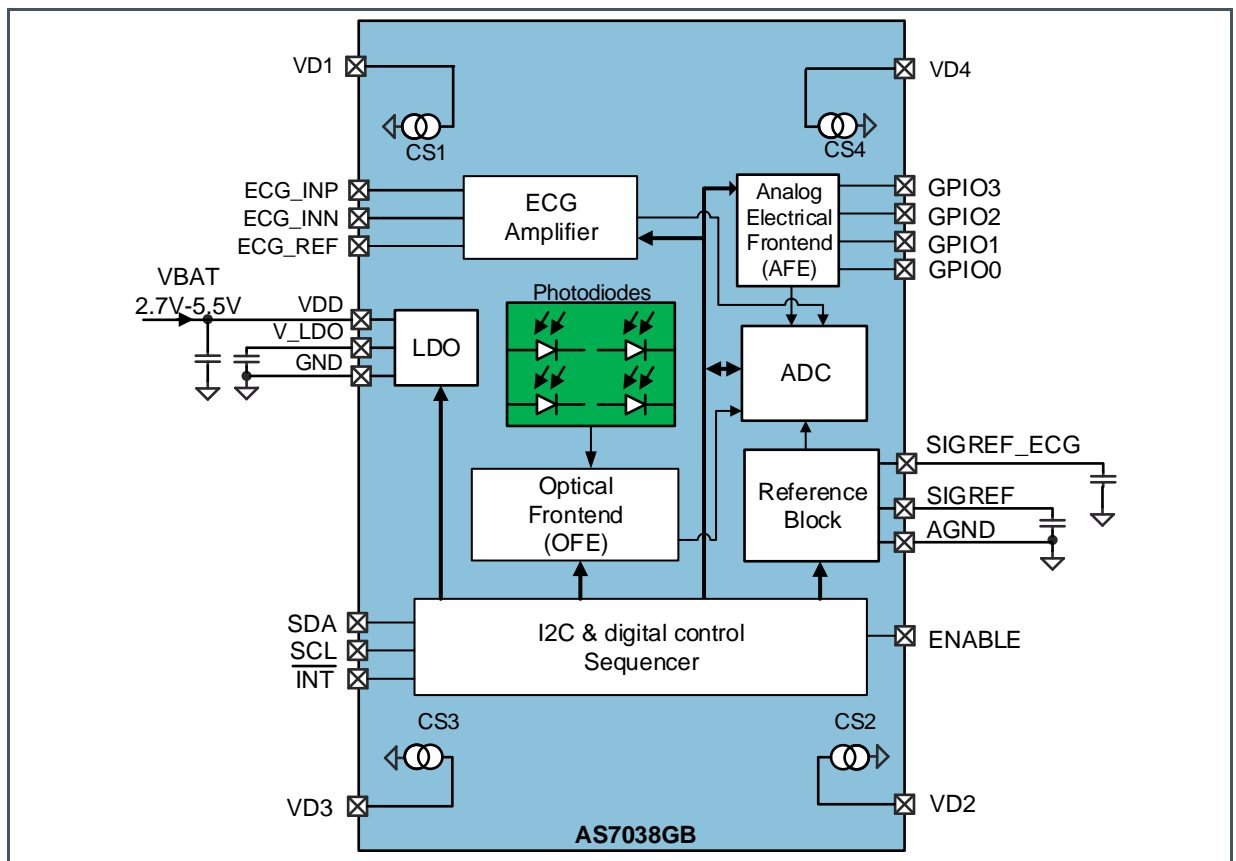 VD1
VD4
CS1
CS4
ECG_INP
ECG_INN
ECG_REF
ECG
Amplifier
Analog
Electrical
Frontend
(AFE)
GPIO3
GPIO2
GPIO1
GPIO0
VBAT
2.7V-5.5V
VDD
V_LDO
GND
LDO
Photodiodes
ADC
Optical
Frontend
(OFE)
Reference
Block
SIGREF_ECG
SIGREF
AGND
SDA
SCL
INT
I2C & digital control
Sequencer
ENABLE
CS3
CS2
VD3
VD2
AS7038GB